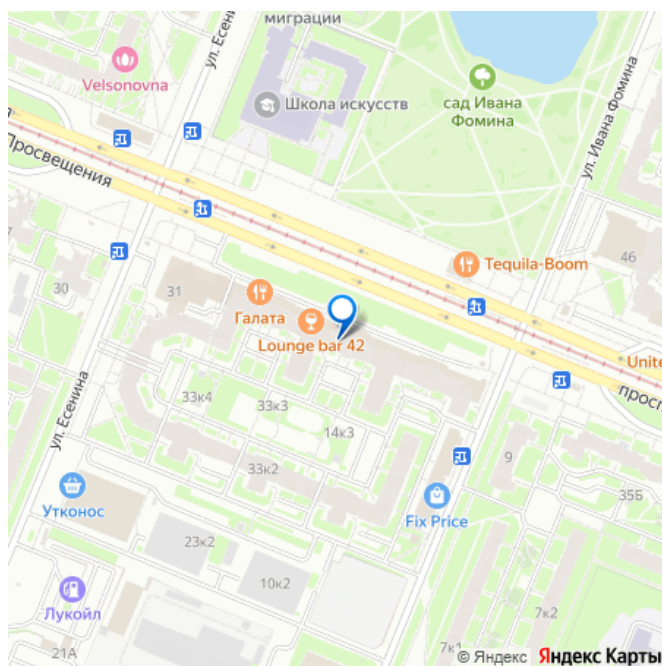 миграции
ул. Есени
Velsonovna
Школа искусств
сад Ивана
Фомина
ул. Ивана Фомина
я
Просвещения
46
Tequila-Boom
30
31
Галата
Lounge bar 42
Unite
просп
ул. Есенина
33к4
33к3
14к3
33к2
9
35Б
Утконос
Fix Price
23к2
10к2
Лукойл
7к2
21А
7к1
© Яндекс Яндекс Карты